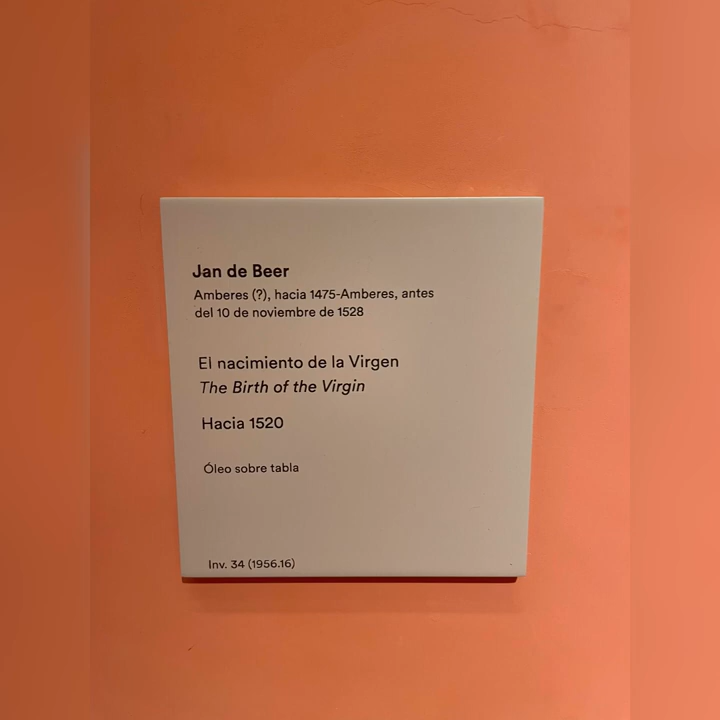 Jan de Beer
Amberes (?), hacia 1475-Amberes, antes
del 10 de noviembre de 1528
El nacimiento de la Virgen
The Birth of the Virgin
Hacia 1520
Óleo sobre tabla
Inv. 34 (1956.16)